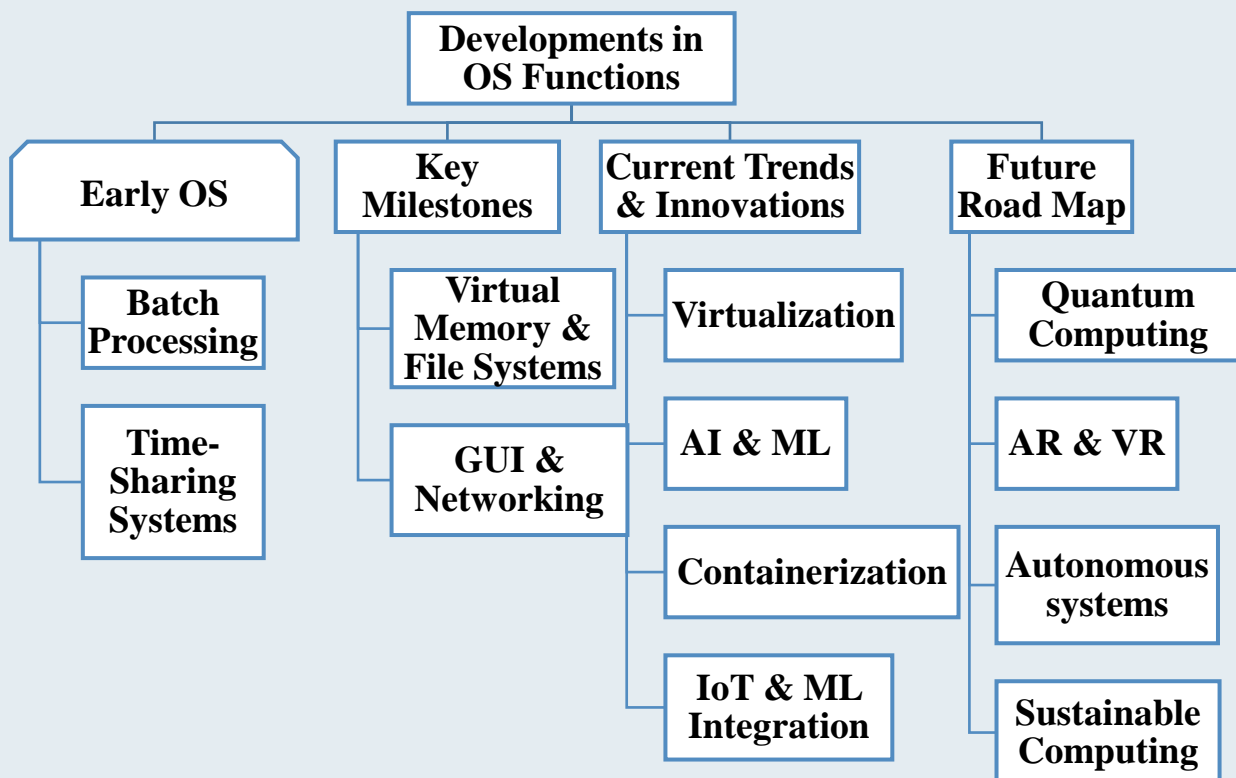 Developments in
OS Functions
Early OS
Batch
Processing
Time-
Sharing
Systems
Key
Milestones
Virtual
Memory &
File Systems
GUI &
Networking
Current Trends
& Innovations
Virtualization
AI & ML
Containerization
IoT & ML
Integration
Future
Road Map
Quantum
Computing
AR & VR
Autonomous
systems
Sustainable
Computing